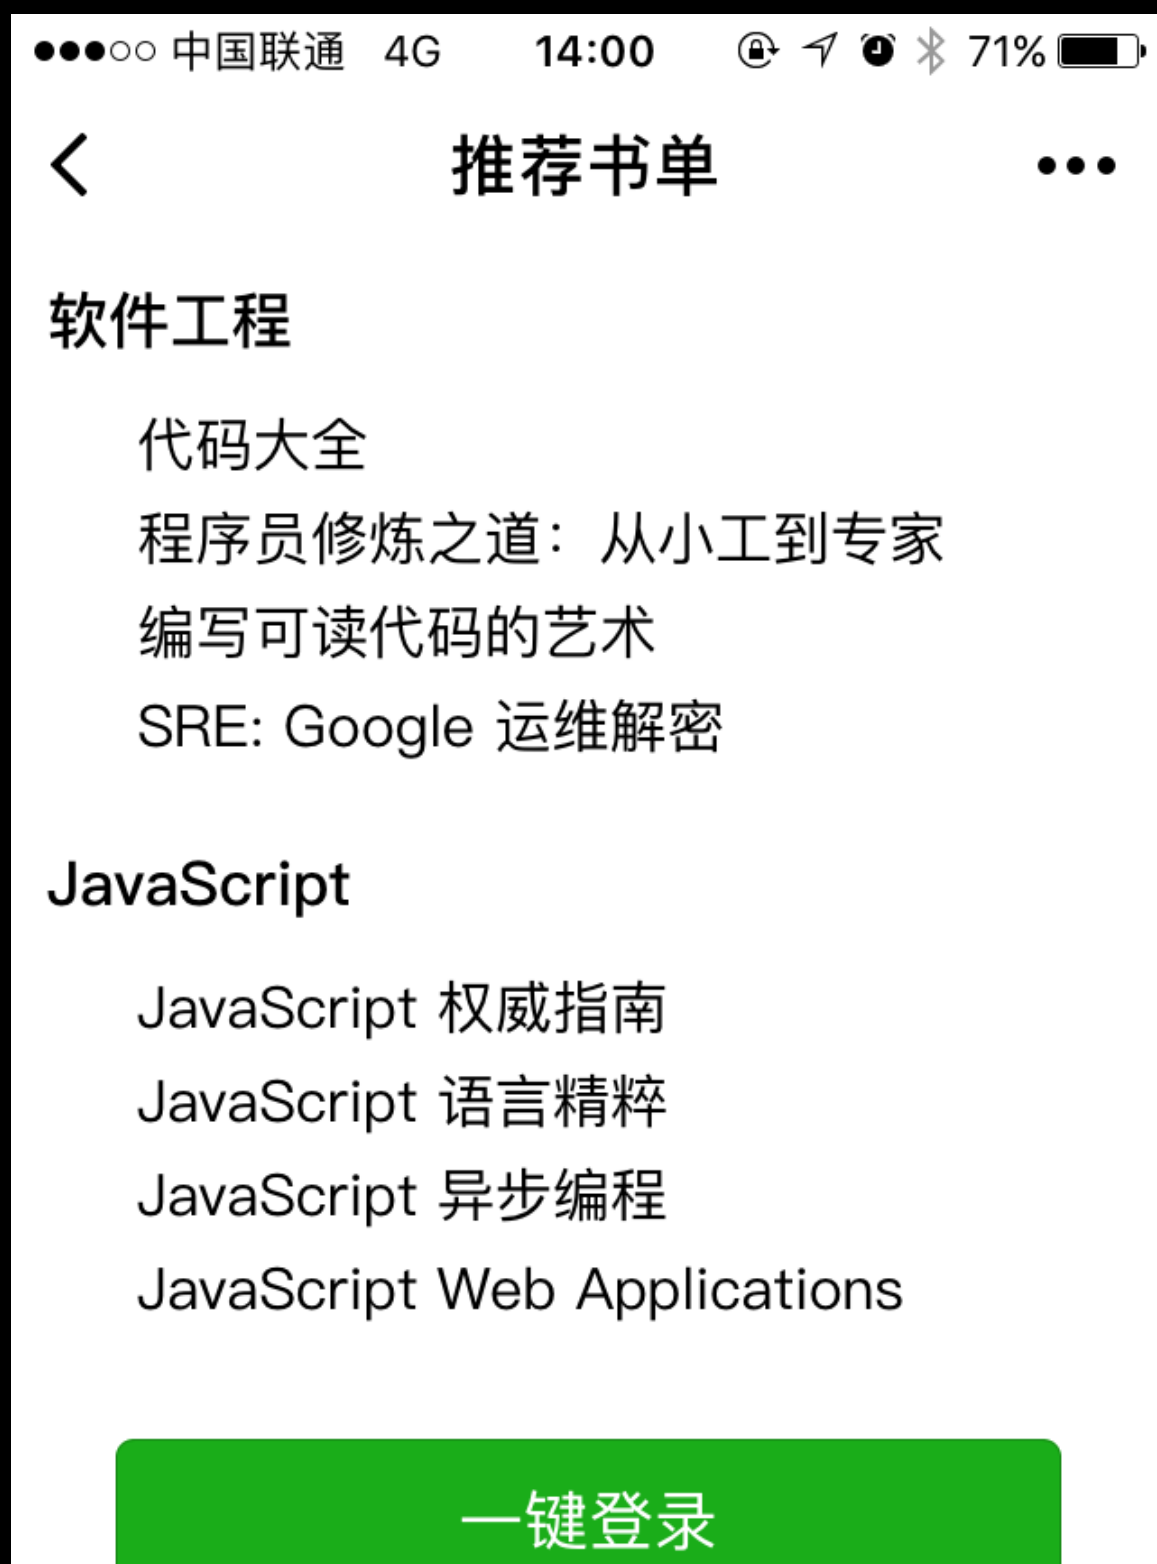 中国联通 4G 14:00 71%
推荐书单
软件工程
代码大全
程序员修炼之道：从小工到专家
编写可读代码的艺术
SRE: Google 运维解密
JavaScript
JavaScript 权威指南
JavaScript 语言精粹
JavaScript 异步编程
JavaScript Web Applications
一键登录